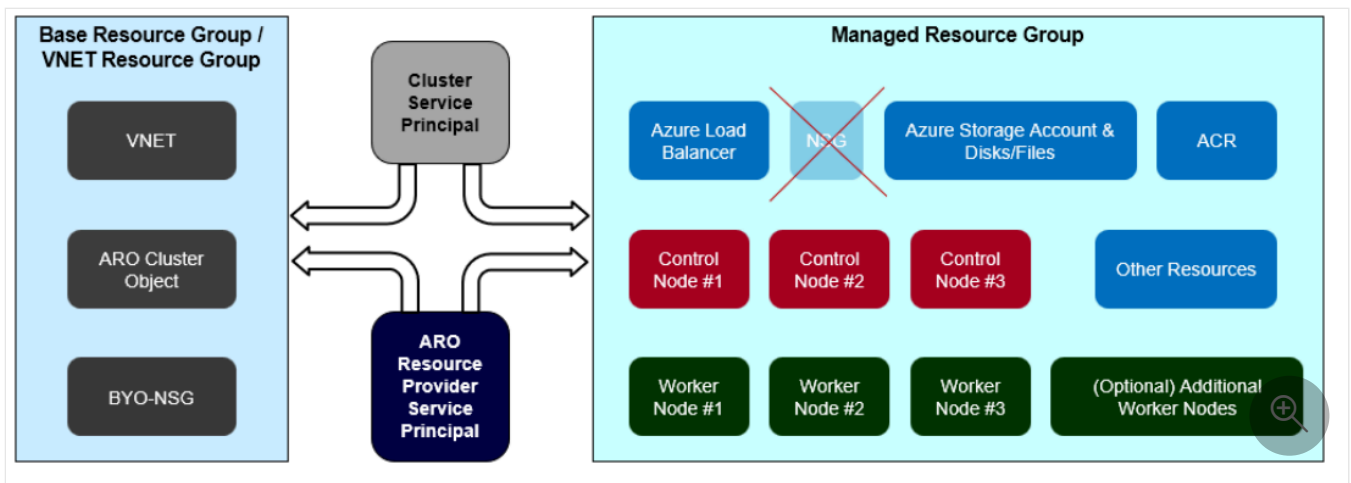 Base Resource Group /
VNET Resource Group
VNET
ARO Cluster
Object
BYO-NSG
Cluster
Service
Principal
ARO
Resource
Provider
Service
Principal
Managed Resource Group
Azure Load
Balancer
NSG
Azure Storage Account &
Disks/Files
ACR
Control
Node #1
Control
Node #2
Control
Node #3
Other Resources
Worker
Node #1
Worker
Node #2
Worker
Node #3
(Optional) Additional
Worker Nodes